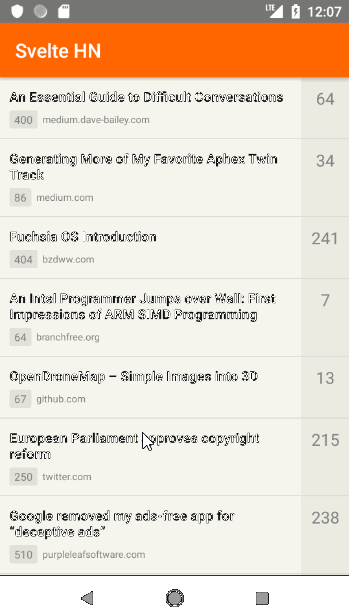 LTE 12:07
Svelte HN
An Essential Guide to Difficult Conversations
64
400 medium.dave-bailey.com
Generating More of My Favorite Aphex Twin
Track
34
86 medium.com
Fuchsia OS Introduction
241
404 bzdww.com
An Intel Programmer Jumps over Wall: First
Impressions of ARM SIMD Programming
7
64 branchfree.org
OpenDroneMap – Simple Images into 3D
13
67 github.com
European Parliament approves copyright
reform
215
250 twitter.com
Google removed my ads-free app for
"deceptive ads"
238
510 purpleleafsoftware.com